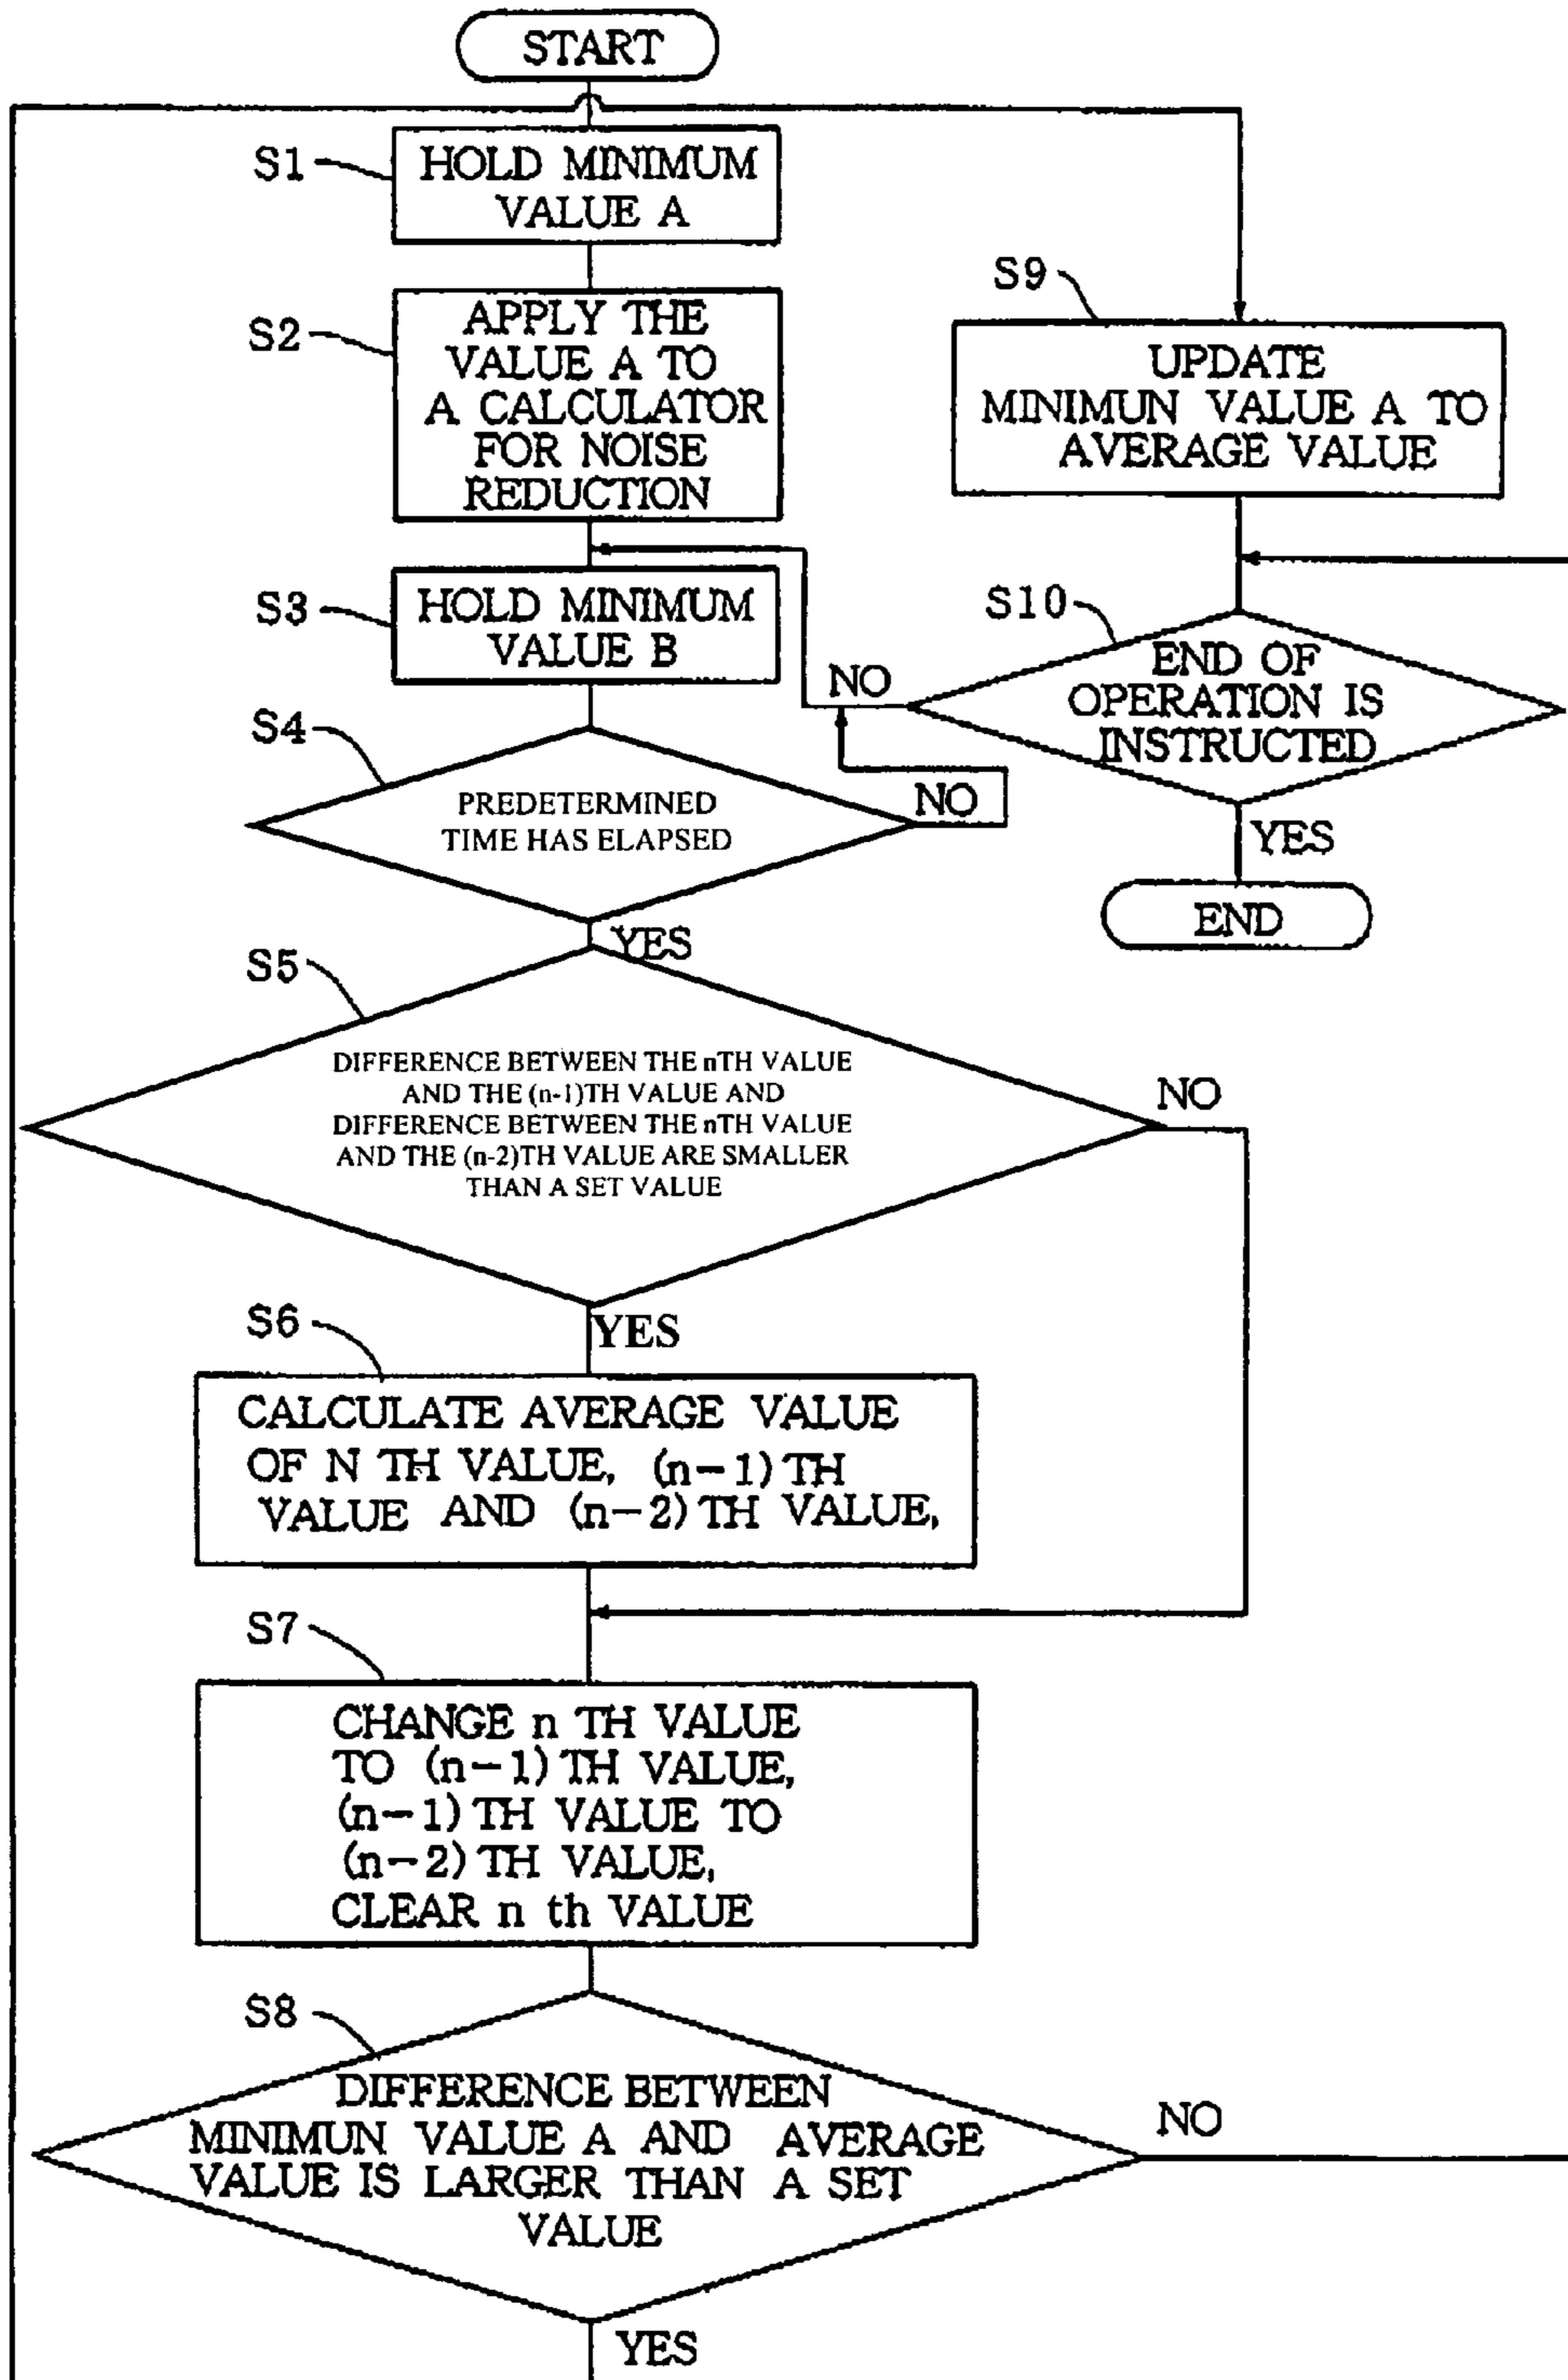 START
S1
HOLD MINIMUM
VALUE A
S2
APPLY THE
VALUE A TO
A CALCULATOR
FOR NOISE
REDUCTION
S3
HOLD MINIMUM
VALUE B
S4
PREDETERMINED
TIME HAS ELAPSED
NO
YES
S5
DIFFERENCE BETWEEN THE nTH VALUE
AND THE (n-1)TH VALUE AND
DIFFERENCE BETWEEN THE nTH VALUE
AND THE (n-2)TH VALUE ARE SMALLER
THAN A SET VALUE
NO
YES
S6
CALCULATE AVERAGE VALUE
OF N TH VALUE, (n-1) TH
VALUE AND (n-2) TH VALUE,
S7
CHANGE n TH VALUE
TO (n-1) TH VALUE,
(n-1) TH VALUE TO
(n-2) TH VALUE,
CLEAR n th VALUE
S8
DIFFERENCE BETWEEN
MINIMUN VALUE A AND AVERAGE
VALUE IS LARGER THAN A SET
VALUE
NO
YES
S9
UPDATE
MINIMUN VALUE A TO
AVERAGE VALUE
S10
END OF
OPERATION IS
INSTRUCTED
NO
YES
END